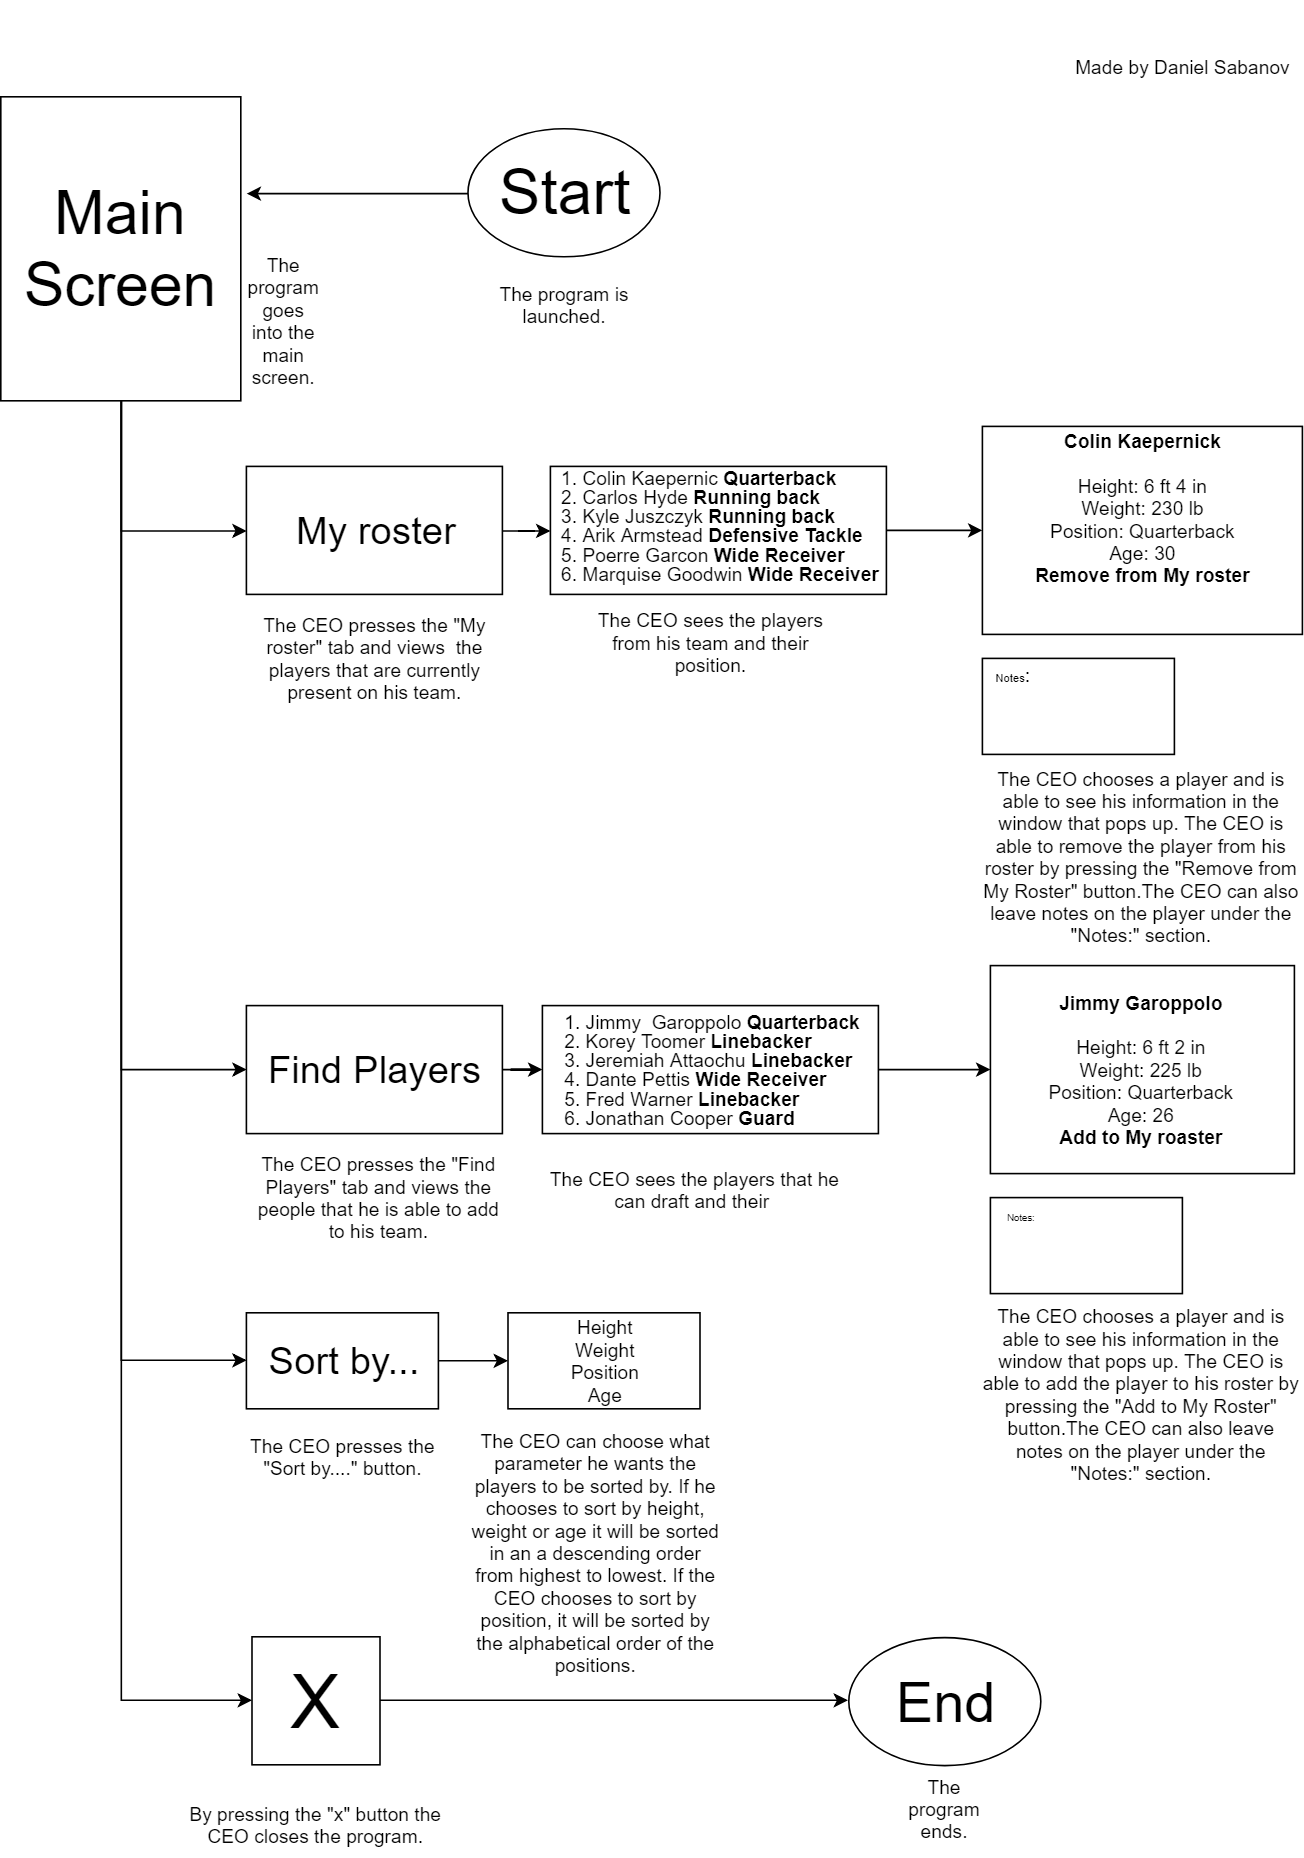 Made by Daniel Sabanov
Main
Screen
Start
The
program
goes
into the
main
screen.
The program is
launched.
My roster
The CEO presses the "My
roster" tab and views  the
players that are currently
present on his team.
1. Colin Kaepernic Quarterback
2. Carlos Hyde Running back
3. Kyle Juszczyk Running back
4. Arik Armstead Defensive Tackle
5. Poerre Garcon Wide Receiver
6. Marquise Goodwin Wide Receiver
The CEO sees the players
from his team and their
position.
Colin Kaepernick
Height: 6 ft 4 in
Weight: 230 lb
Position: Quarterback
Age: 30
Remove from My roster
Notes:
The CEO chooses a player and is
able to see his information in the
window that pops up. The CEO is
able to remove the player from his
roster by pressing the "Remove from
My Roster" button.The CEO can also
leave notes on the player under the
"Notes:" section.
Find Players
The CEO presses the "Find
Players" tab and views the
people that he is able to add
to his team.
1. Jimmy  Garoppolo Quarterback
2. Korey Toomer Linebacker
3. Jeremiah Attaochu Linebacker
4. Dante Pettis Wide Receiver
5. Fred Warner Linebacker
6. Jonathan Cooper Guard
The CEO sees the players that he
can draft and their
Jimmy Garoppolo
Height: 6 ft 2 in
Weight: 225 lb
Position: Quarterback
Age: 26
Add to My roaster
Notes:
The CEO chooses a player and is
able to see his information in the
window that pops up. The CEO is
able to add the player to his roster by
pressing the "Add to My Roster"
button.The CEO can also leave
notes on the player under the
"Notes:" section.
Sort by...
The CEO presses the
"Sort by...." button.
Height
Weight
Position
Age
The CEO can choose what
parameter he wants the
players to be sorted by. If he
chooses to sort by height,
weight or age it will be sorted
in an a descending order
from highest to lowest. If the
CEO chooses to sort by
position, it will be sorted by
the alphabetical order of the
positions.
X
By pressing the "x" button the
CEO closes the program.
End
The
program
ends.